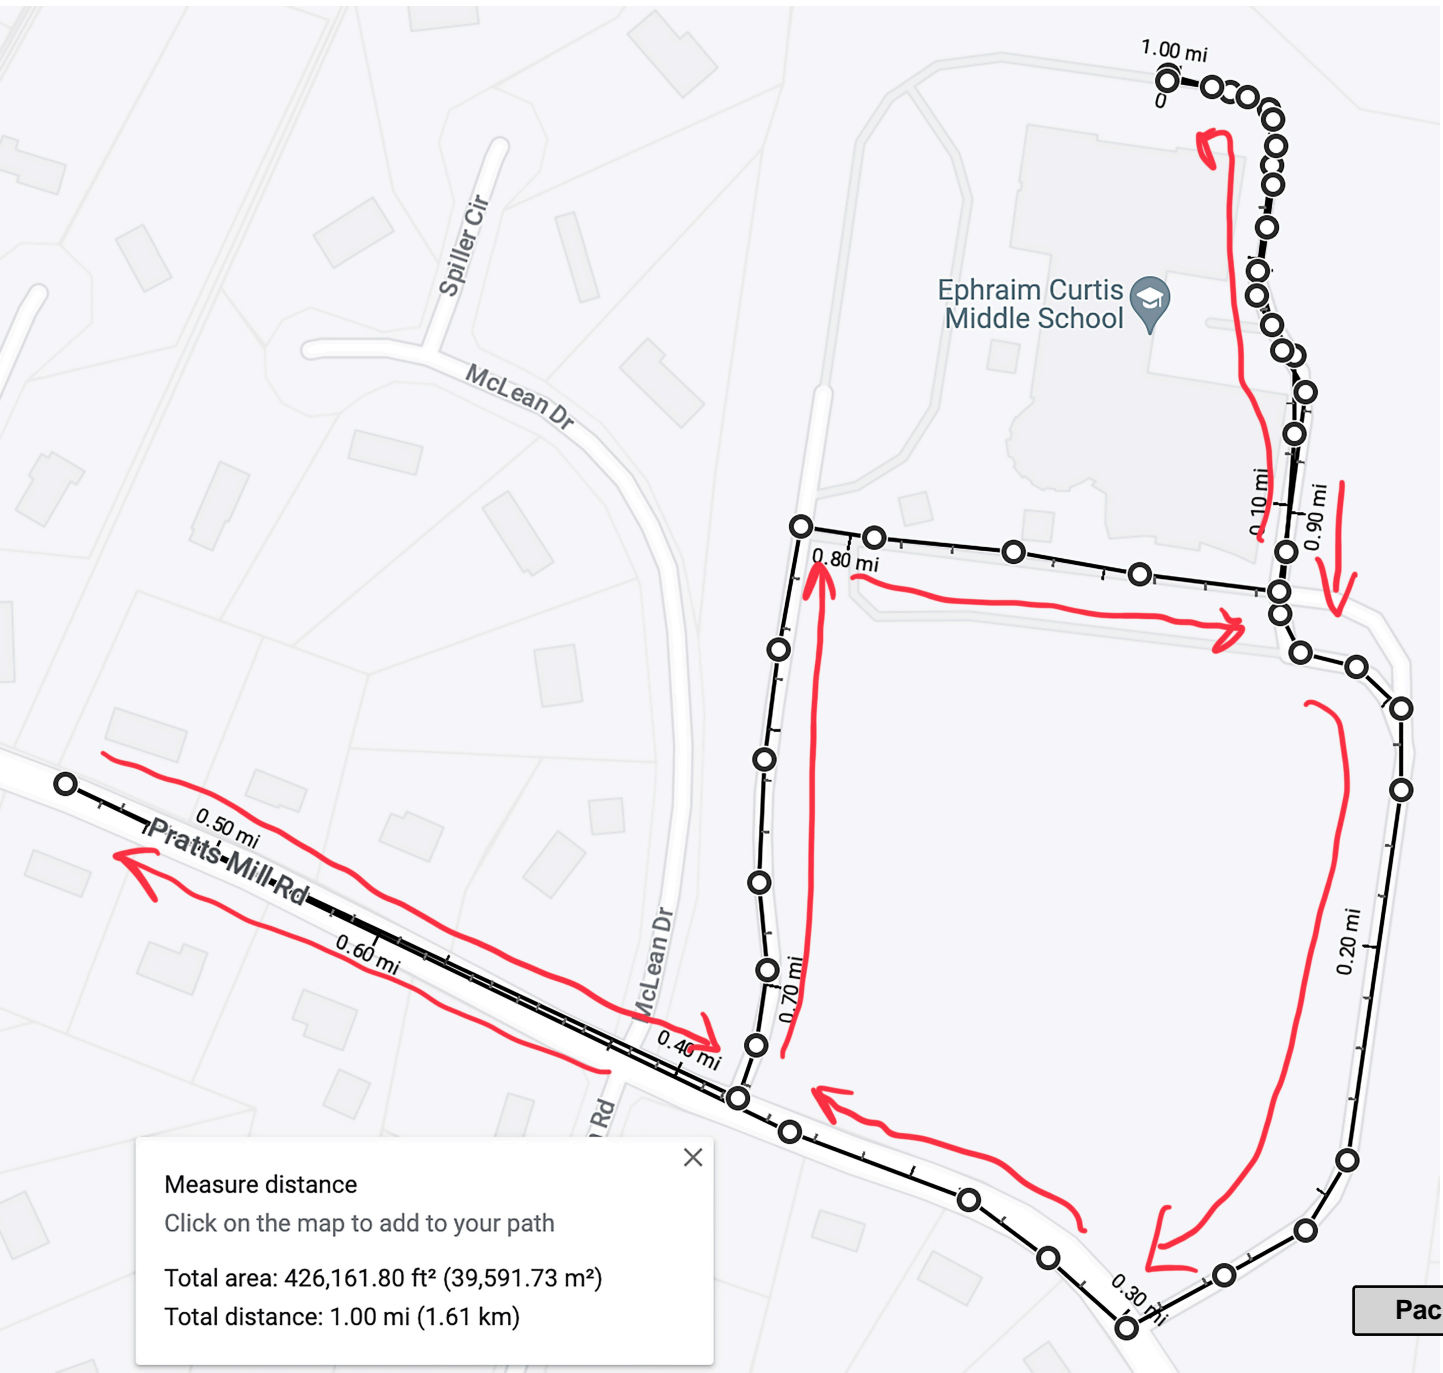 1.00 mi
0
Spiller Cir
Ephraim Curtis
Middle School
McLean Dr
0.10 mi
0.90 mi
0.80 mi
0.50 mi
Pratts Mill Rd
0.60 mi
McLean Dr
0.20 mi
0.70 mi
0.40 mi
Rd
0.30 mi
Measure distance
Click on the map to add to your path
Total area: 426,161.80 ft² (39,591.73 m²)
Total distance: 1.00 mi (1.61 km)
Pac